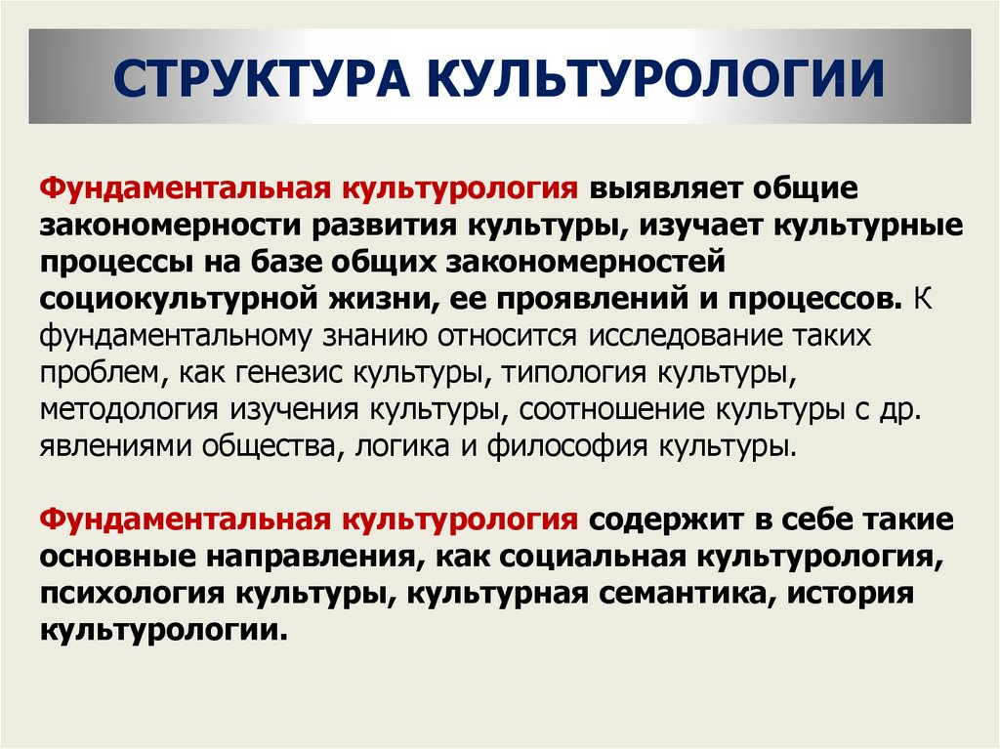 СТРУКТУРА КУЛЬТУРОЛОГИИ
Фундаментальная культурология выявляет общие
закономерности развития культуры, изучает культурные
процессы на базе общих закономерностей
социокультурной жизни, ее проявлений и процессов. К
фундаментальному знанию относится исследование таких
проблем, как генезис культуры, типология культуры,
методология изучения культуры, соотношение культуры с др.
явлениями общества, логика и философия культуры.
Фундаментальная культурология содержит в себе такие
основные направления, как социальная культурология,
психология культуры, культурная семантика, история
культурологии.